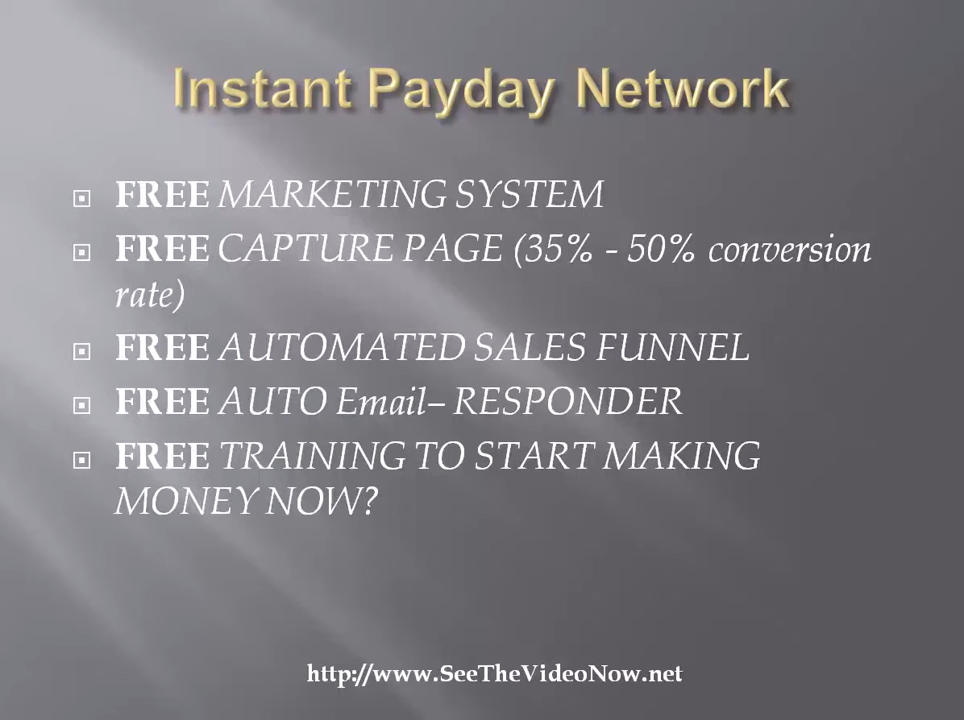 Instant Payday Network
FREE MARKETING SYSTEM
FREE CAPTURE PAGE (35% - 50% conversion
rate)
FREE AUTOMATED SALES FUNNEL
FREE AUTO Email– RESPONDER
FREE TRAINING TO START MAKING
MONEY NOW?
http://www.SeeTheVideoNow.net